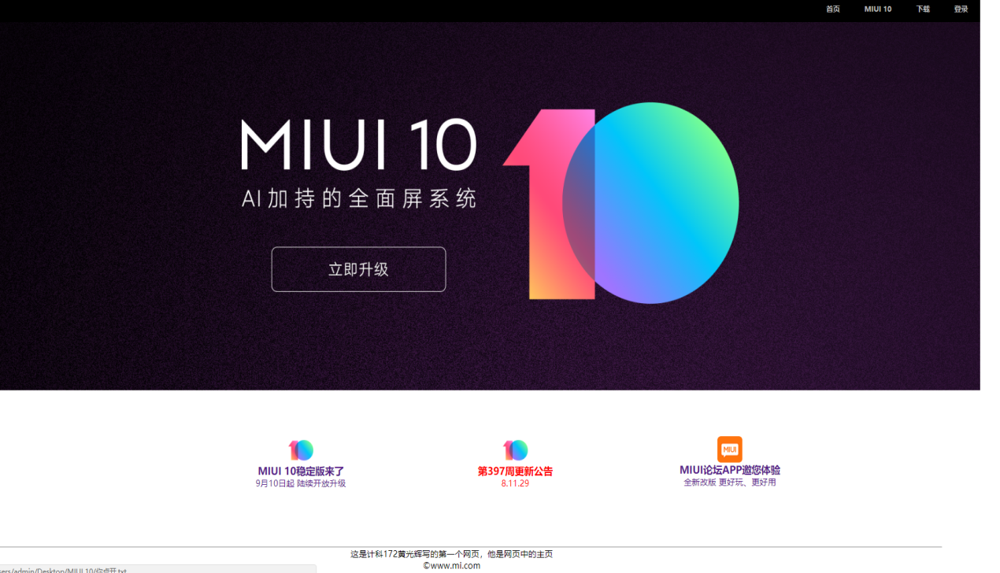 首页 MIUI 10 下载 登录
MIUI 10
AI加持的全面屏系统
立即升级
MIUI
MIUI 10稳定版来了
9月10日起 陆续开放升级
第397周更新公告
8.11.29
MIUI论坛APP邀您体验
全新改版 更好玩、更好用
这是计科172黄光辉写的第一个网页，他是网页中的主页
©www.mi.com
sers/admin/Desktop/MIUI 10/你点开.txt